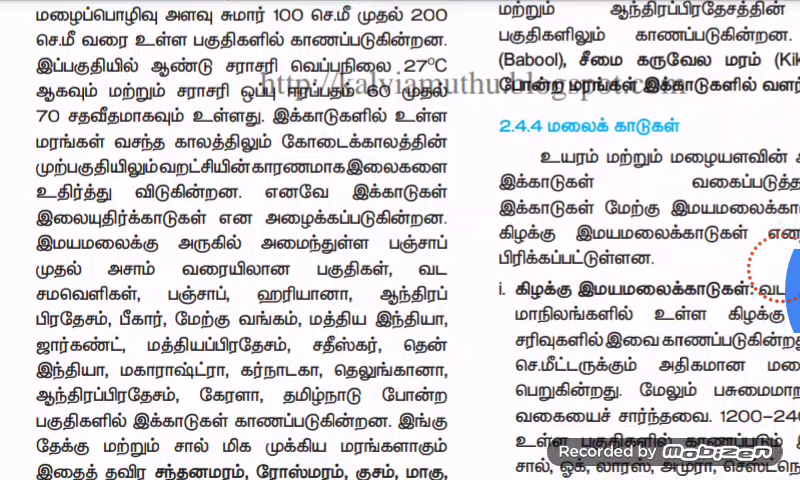 மழைப்பொழிவு அளவு சுமார் 100 செ.மீ முதல் 200
செ.மீ வரை உள்ள பகுதிகளில் காணப்படுகின்றன.
இப்பகுதியில் ஆண்டு சராசரி வெப்பநிலை 27°C
ஆகவும் மற்றும் சராசரி ஒப்பு ஈரப்பதம் 60 முதல்
70 சதவீதமாகவும் உள்ளது. இக்காடுகளில் உள்ள
மரங்கள் வசந்த காலத்திலும் கோடைக்காலத்தின்
முற்பகுதியிலும் வறட்சியின் காரணமாக இலைகளை
உதிர்த்து விடுகின்றன. எனவே இக்காடுகள்
இலையுதிர்க்காடுகள் என அழைக்கப்படுகின்றன.
இமயமலைக்கு அருகில் அமைந்துள்ள பஞ்சாப்
முதல் அசாம் வரையிலான பகுதிகள், வட
சமவெளிகள், பஞ்சாப், ஹரியானா, ஆந்திரப்
பிரதேசம், பீகார், மேற்கு வங்கம், மத்திய இந்தியா,
ஜார்கண்ட், மத்தியப்பிரதேசம், சதீஸ்கர், தென்
இந்தியா, மகாராஷ்ட்ரா, கர்நாடகா, தெலுங்கானா,
ஆந்திரப்பிரதேசம், கேரளா, தமிழ்நாடு போன்ற
பகுதிகளில் இக்காடுகள் காணப்படுகின்றன. இங்கு
தேக்கு மற்றும் சால் மிக முக்கிய மரங்களாகும்
இதைத் தவிர சந்தனமரம், ரோஸ்மரம், குசம், மாகு,
மற்றும் ஆந்திரப்பிரதேசத்தின்
பகுதிகளிலும் காணப்படுகின்றன.
(Babool), சீமை கருவேல மரம் (Kik
போன்ற மரங்கள் இக்காடுகளில் வளர்
http://kalviamuthu.blogspot.com
2.4.4 மலைக் காடுகள்
உயரம் மற்றும் மழையளவின் அ
இக்காடுகள் வகைப்படுத்த
இக்காடுகள் மேற்கு இமயமலைக்கா
கிழக்கு இமயமலைக்காடுகள் என
பிரிக்கப்பட்டுள்ளன.
i. கிழக்கு இமயமலைக்காடுகள்: வட
மாநிலங்களில் உள்ள கிழக்கு
சரிவுகளில் இவை காணப்படுகின்றது
செ.மீட்டருக்கும் அதிகமான மழை
பெறுகின்றது. மேலும் பசுமைமாற
வகையைச் சார்ந்தவை. 1200–240
உள்ள பகுதிகளில் காணப்படும்
சால், ஓக், லாரஸ், அமுரா, செஸ்ட்நெ
Recorded by mobizen